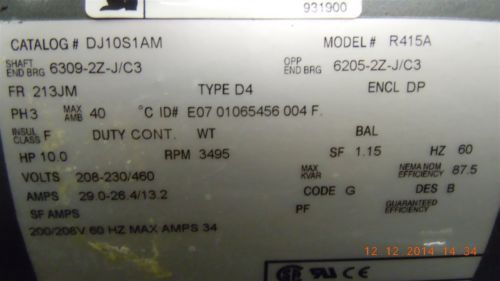 931900
CATALOG # DJ10S1AM MODEL # R415A
SHAFT END BRG 6309-2Z-J/C3 OPP END BRG 6205-2Z-J/C3
FR 213JM TYPE D4 ENCL DP
PH 3 MAX AMB 40 °C ID# E07 01065456 004 F.
INSUL CLASS F DUTY CONT. WT BAL
HP 10.0 RPM 3495 SF 1.15 HZ 60
VOLTS 208-230/460 MAX KVAR NEMA NOM EFFICIENCY 87.5
AMPS 29.0-26.4/13.2 CODE G DES B
SF AMPS PF GUARANTEED EFFICIENCY
200/208V 60 HZ MAX AMPS 34
12.12.2014 14:34